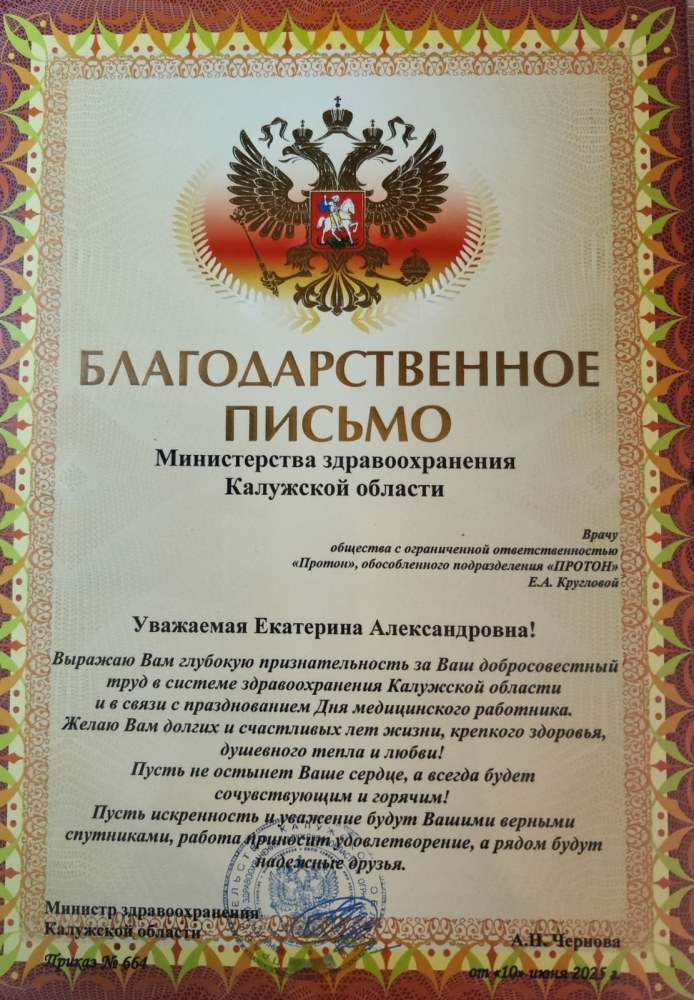 БЛАГОДАРСТВЕННОЕ
ПИСЬМО
Министерства здравоохранения
Калужской области
Врачу
общества с ограниченной ответственностью
«Протон», обособленного подразделения «ПРОТОН»
Е.А. Кругловой
Уважаемая Екатерина Александровна!
Выражаю Вам глубокую признательность за Ваш добросовестный
труд в системе здравоохранения Калужской области
и в связи с празднованием Дня медицинского работника.
Желаю Вам долгих и счастливых лет жизни, крепкого здоровья,
душевного тепла и любви!
Пусть не остынет Ваше сердце, а всегда будет
сочувствующим и горячим!
Пусть искренность и уважение будут Вашими верными
спутниками, работа приносит удовлетворение, а рядом будут
надежные друзья.
Министр здравоохранения
Калужской области
А.Н. Чернова
Приказ № 664
от «10» июня 2025 г.